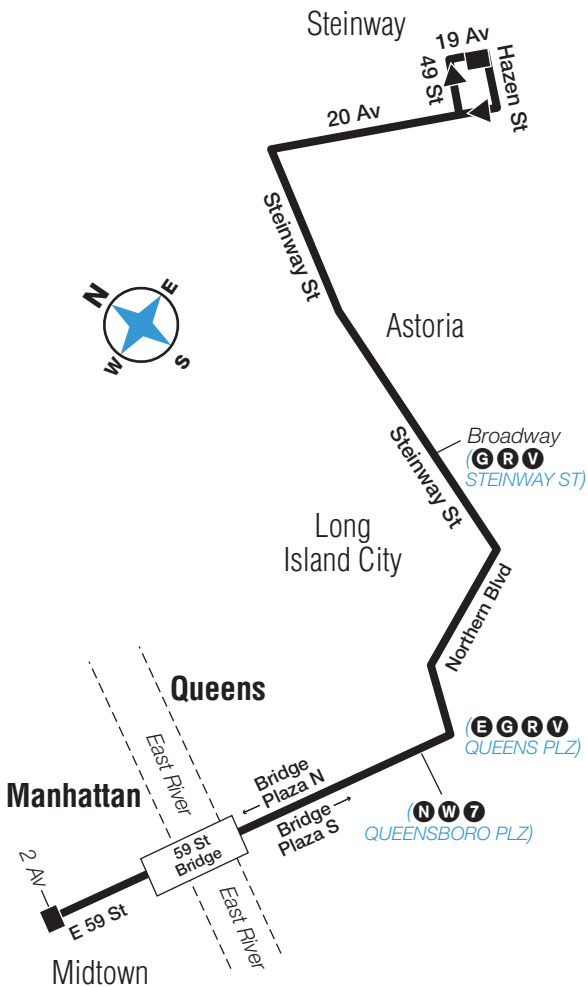 Steinway
19 Av
49 St
Hazen St
20 Av
Steinway St
N
E
W
S
Astoria
Broadway
(G R V
STEINWAY ST)
Steinway St
Long
Island City
Northern Blvd
Queens
(E G R V
QUEENS PLZ)
East River
Manhattan
Bridge
Plaza N
Bridge
Plaza S
(N W 7
QUEENSBORO PLZ)
59 St
Bridge
2 Av
E 59 St
East River
Midtown